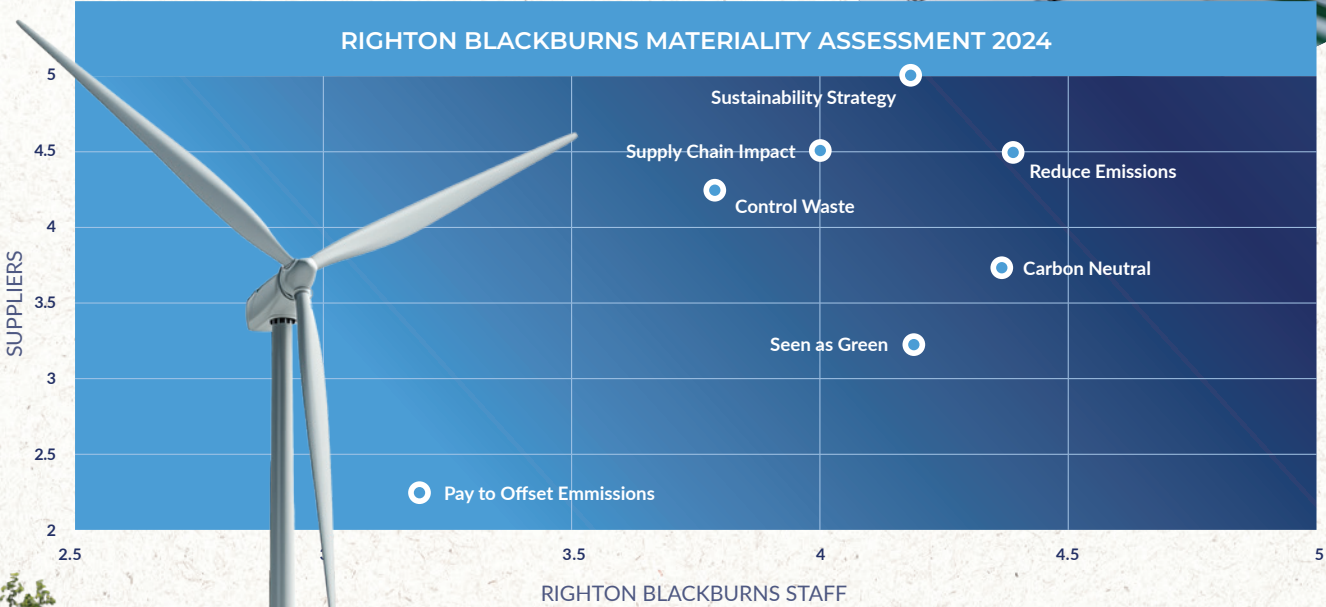 RIGHTON BLACKBURNS MATERIALITY ASSESSMENT 2024
5
Sustainability Strategy
4.5
Supply Chain Impact
Reduce Emissions
Control Waste
4
Carbon Neutral
3.5
Seen as Green
3
2.5
Pay to Offset Emmissions
2
SUPPLIERS
2.5 3 3.5 4 4.5 5
RIGHTON BLACKBURNS STAFF